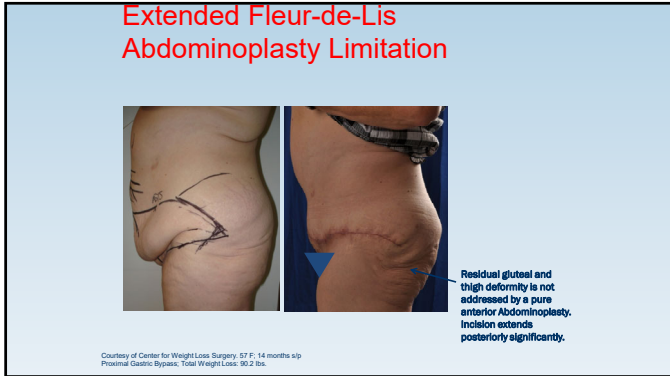 Extended Fleur-de-Lis
Abdominoplasty Limitation
Residual gluteal and
thigh deformity is not
addressed by a pure
anterior Abdominoplasty.
Incision extends
posteriorly significantly.
Courtesy of Center for Weight Loss Surgery. 57 F; 14 months s/p
Proximal Gastric Bypass; Total Weight Loss: 90.2 lbs.